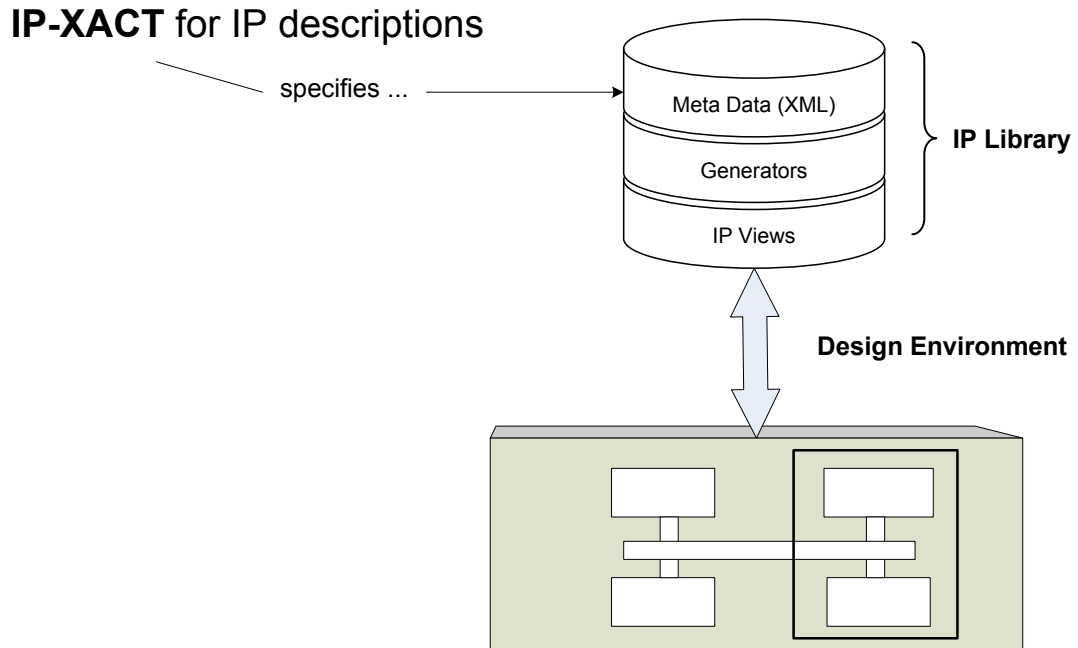 IP-XACT for IP descriptions
specifies ...
Meta Data (XML)
Generators
IP Views
IP Library
Design Environment